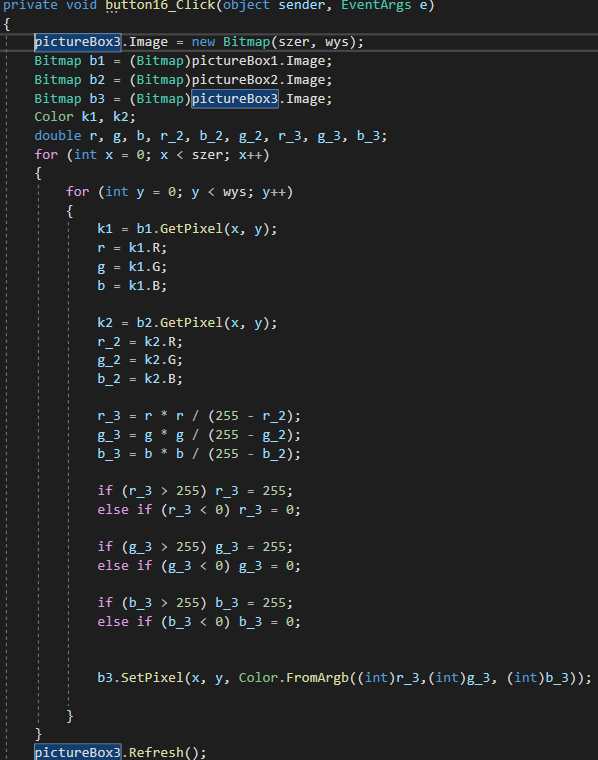 private void button16_Click(object sender, EventArgs e)
{
pictureBox3.Image = new Bitmap(szer, wys);
Bitmap b1 = (Bitmap)pictureBox1.Image;
Bitmap b2 = (Bitmap)pictureBox2.Image;
Bitmap b3 = (Bitmap)pictureBox3.Image;
Color k1, k2;
double r, g, b, r_2, b_2, g_2, r_3, g_3, b_3;
for (int x = 0; x < szer; x++)
{
for (int y = 0; y < wys; y++)
{
k1 = b1.GetPixel(x, y);
r = k1.R;
g = k1.G;
b = k1.B;
k2 = b2.GetPixel(x, y);
r_2 = k2.R;
g_2 = k2.G;
b_2 = k2.B;
r_3 = r * r / (255 - r_2);
g_3 = g * g / (255 - g_2);
b_3 = b * b / (255 - b_2);
if (r_3 > 255) r_3 = 255;
else if (r_3 < 0) r_3 = 0;
if (g_3 > 255) g_3 = 255;
else if (g_3 < 0) g_3 = 0;
if (b_3 > 255) b_3 = 255;
else if (b_3 < 0) b_3 = 0;
b3.SetPixel(x, y, Color.FromArgb((int)r_3,(int)g_3, (int)b_3));
}
}
pictureBox3.Refresh();